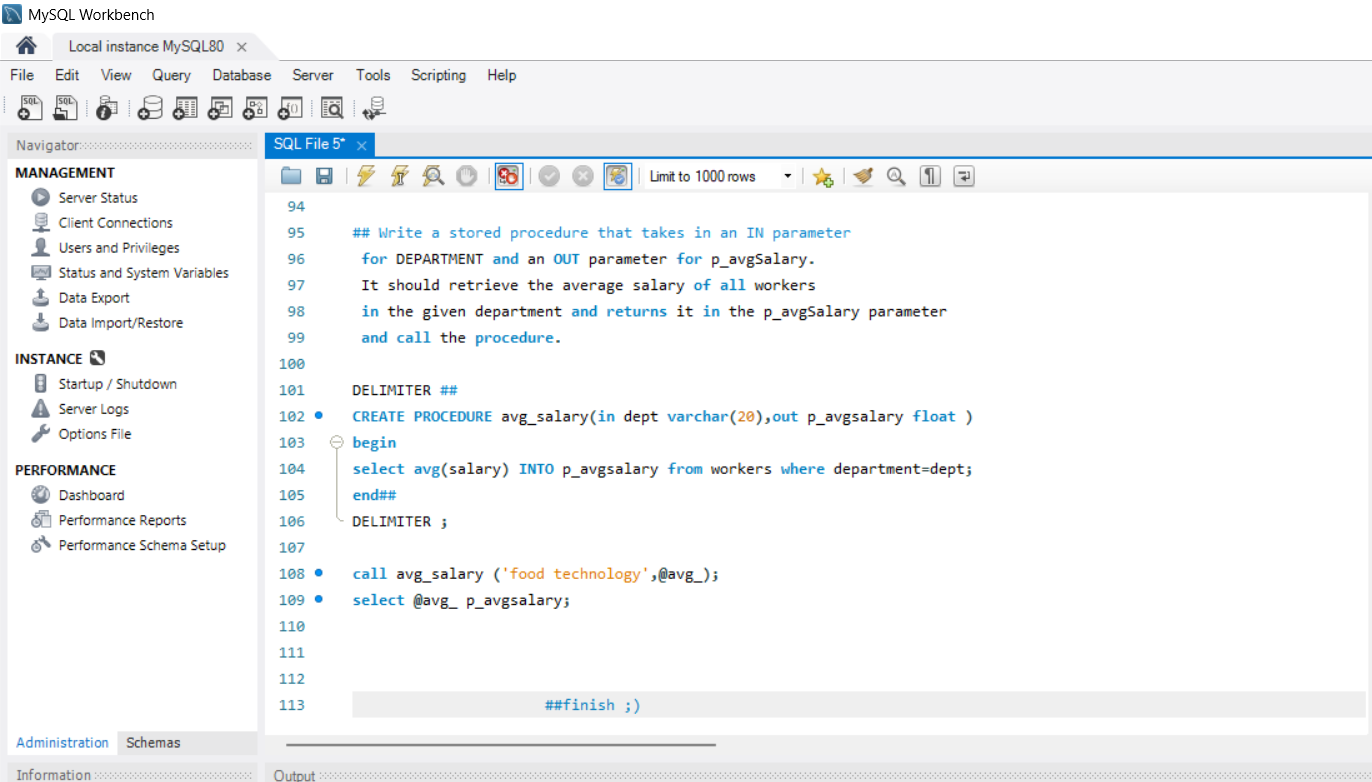 MySQL Workbench
Local instance MySQL80
File Edit View Query Database Server Tools Scripting Help
Navigator
MANAGEMENT
Server Status
Client Connections
Users and Privileges
Status and System Variables
Data Export
Data Import/Restore
INSTANCE
Startup / Shutdown
Server Logs
Options File
PERFORMANCE
Dashboard
Performance Reports
Performance Schema Setup
Administration Schemas
Information
SQL File 5*
Limit to 1000 rows
94
95 ## Write a stored procedure that takes in an IN parameter
96 for DEPARTMENT and an OUT parameter for p_avgSalary.
97 It should retrieve the average salary of all workers
98 in the given department and returns it in the p_avgSalary parameter
99 and call the procedure.
100
101 DELIMITER ##
102 CREATE PROCEDURE avg_salary(in dept varchar(20),out p_avgsalary float )
103 begin
104 select avg(salary) INTO p_avgsalary from workers where department=dept;
105 end##
106 DELIMITER ;
107
108 call avg_salary ('food technology',@avg_);
109 select @avg_ p_avgsalary;
110
111
112
113 ##finish ;)
Output